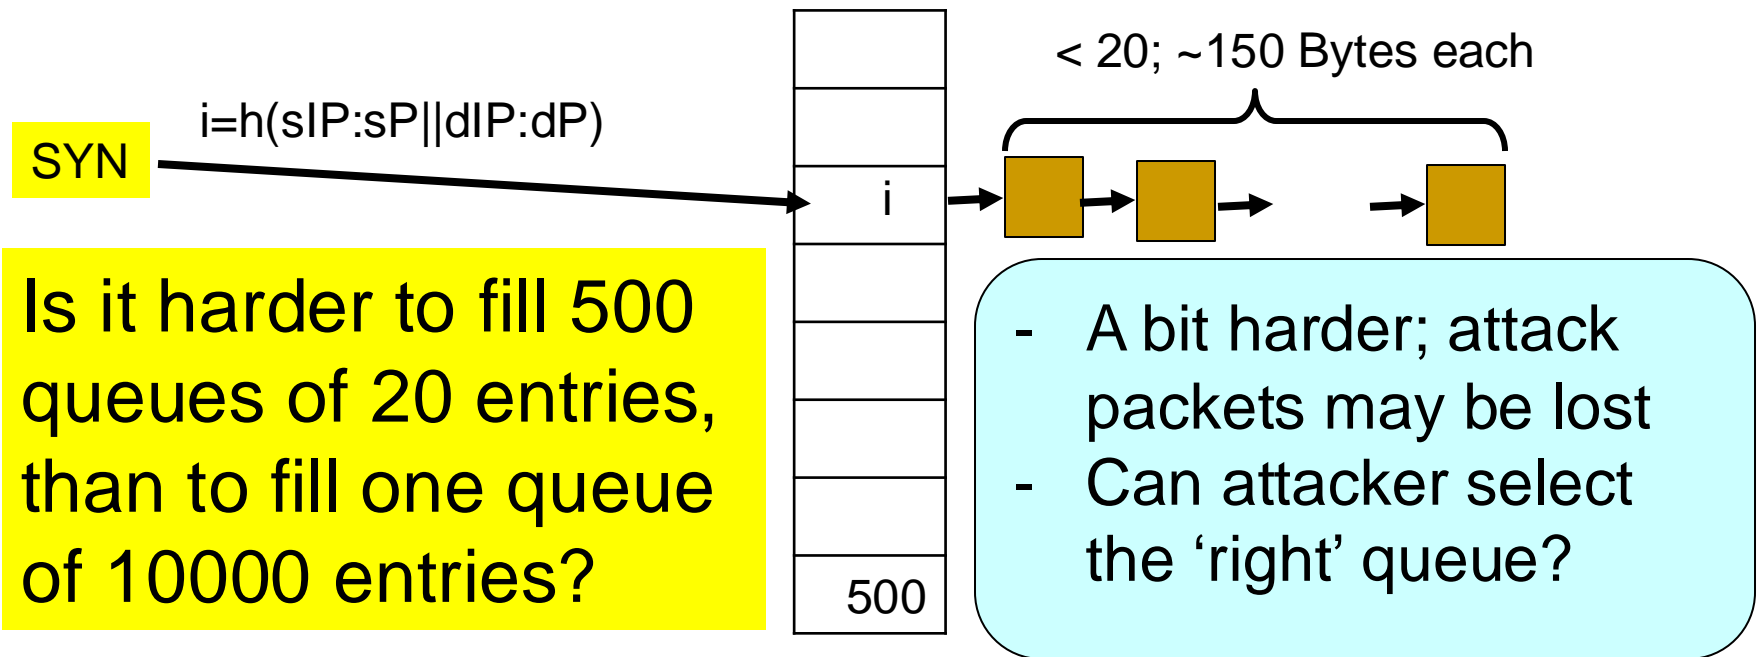 < 20; ~150 Bytes each
i=h(sIP:sP||dIP:dP)
SYN
i
Is it harder to fill 500
queues of 20 entries,
than to fill one queue
of 10000 entries?
500
- A bit harder; attack
packets may be lost
- Can attacker select
the ‘right’ queue?